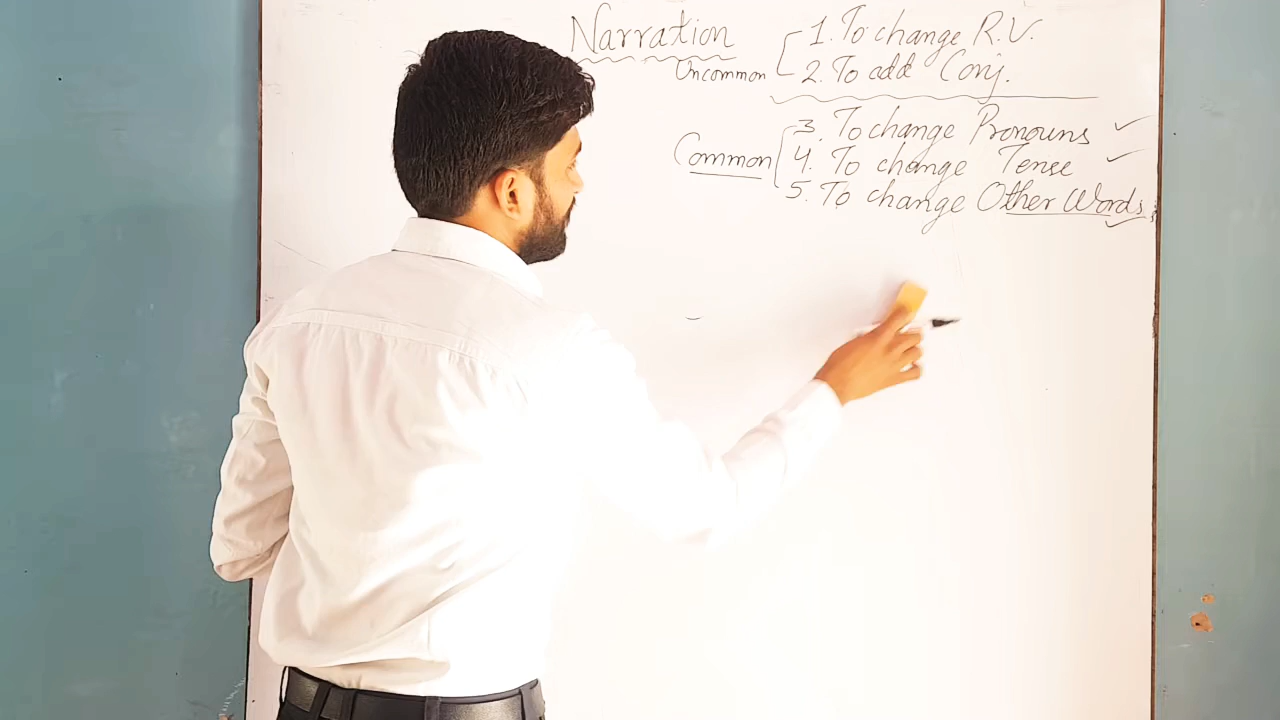 Narration
Uncommon
1. To change R.V.
2. To add Conj.
Common
3. To change Pronouns ✓
4. To change Tense ✓
5. To change Other Words ✓